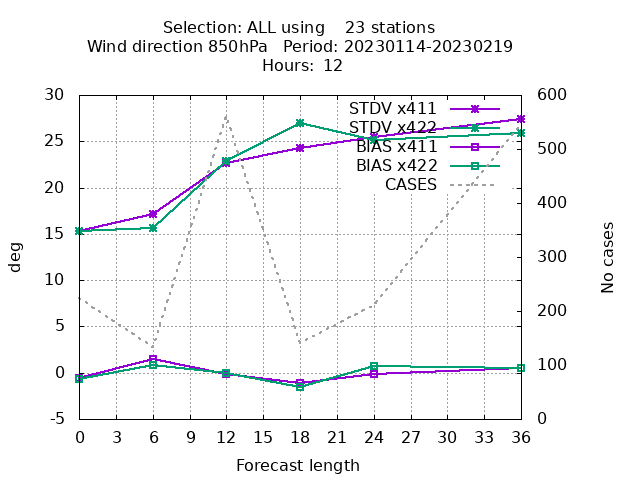 Selection: ALL using    23 stations
Wind direction 850hPa   Period: 20230114-20230219
Hours:  12
30
25
20
15
10
5
0
-5
600
500
400
300
200
100
0
deg
No cases
STDV x411
STDV x422
BIAS x411
BIAS x422
CASES
0 3 6 9 12 15 18 21 24 27 30 33 36
Forecast length